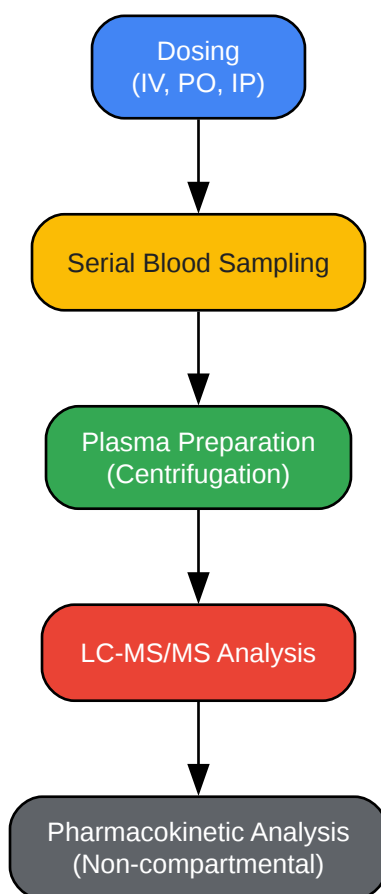 Dosing
(IV, PO, IP)
Serial Blood Sampling
Plasma Preparation
(Centrifugation)
LC-MS/MS Analysis
Pharmacokinetic Analysis
(Non-compartmental)